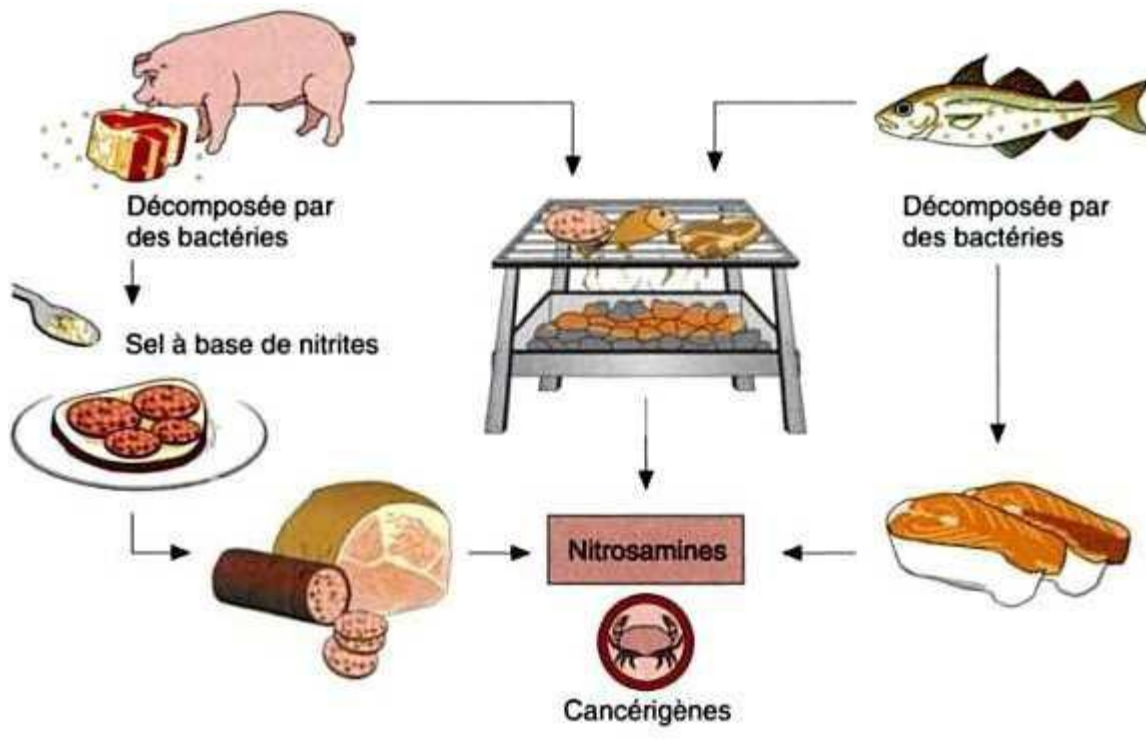 Décomposée par
des bactéries
Sel à base de nitrites
Décomposée par
des bactéries
Nitrosamines
Cancérigènes